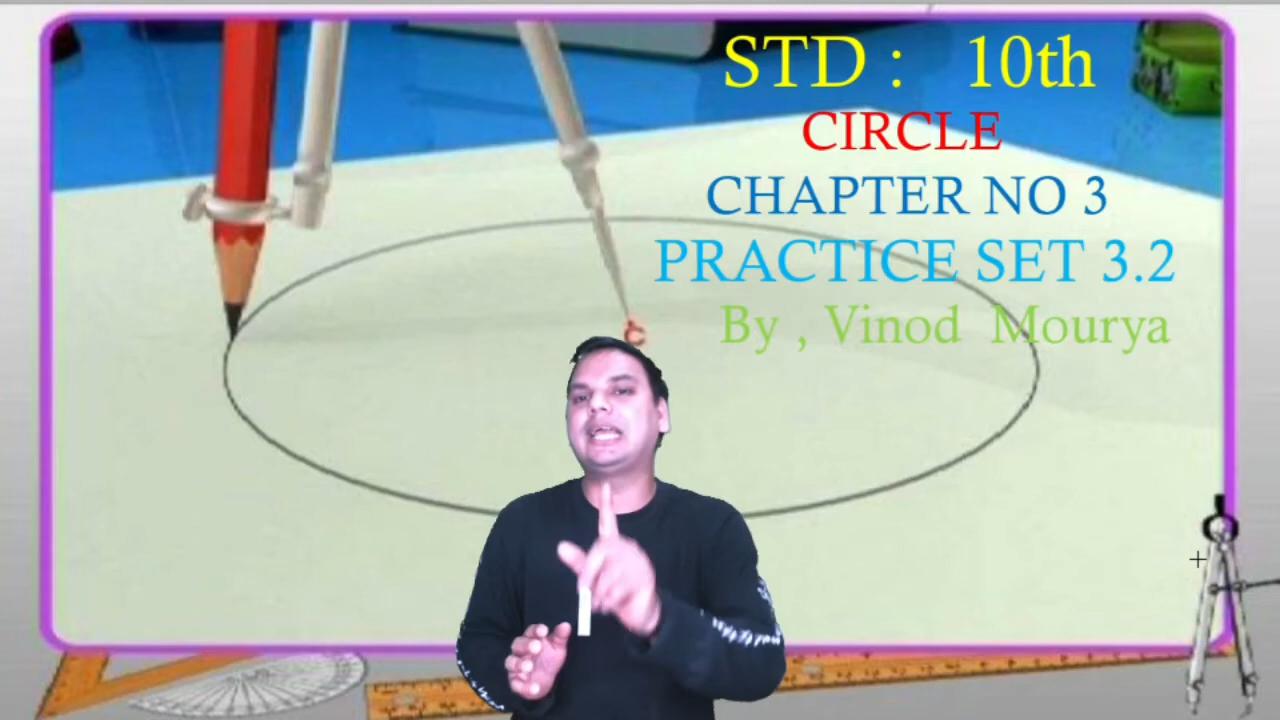 STD : 10th
CIRCLE
CHAPTER NO 3
PRACTICE SET 3.2
By , Vinod Mourya